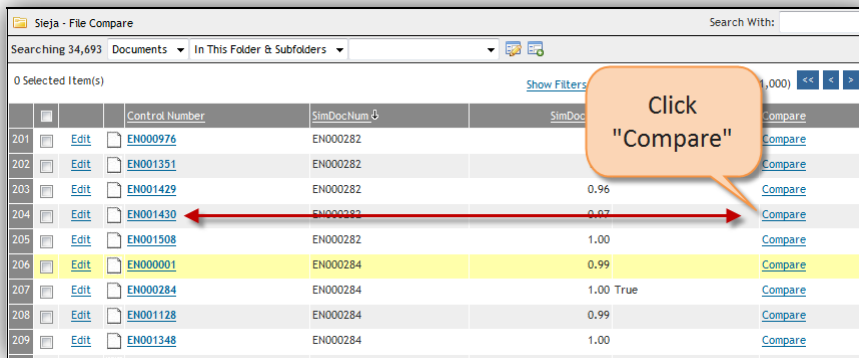 Sieja - File Compare Search With:
Searching 34,693 Documents In This Folder & Subfolders
0 Selected Item(s) Show Filters ,000) << < >
Click
"Compare"
Control Number SimDocNum SimDoc Compare
201 Edit EN000976 EN000282 Compare
202 Edit EN001351 EN000282 Compare
203 Edit EN001429 EN000282 0.96 Compare
204 Edit EN001430 EN000282 0.97 Compare
205 Edit EN001508 EN000282 1.00 Compare
206 Edit EN000001 EN000284 0.99 Compare
207 Edit EN000284 EN000284 1.00 True Compare
208 Edit EN001128 EN000284 0.99 Compare
209 Edit EN001348 EN000284 1.00 Compare